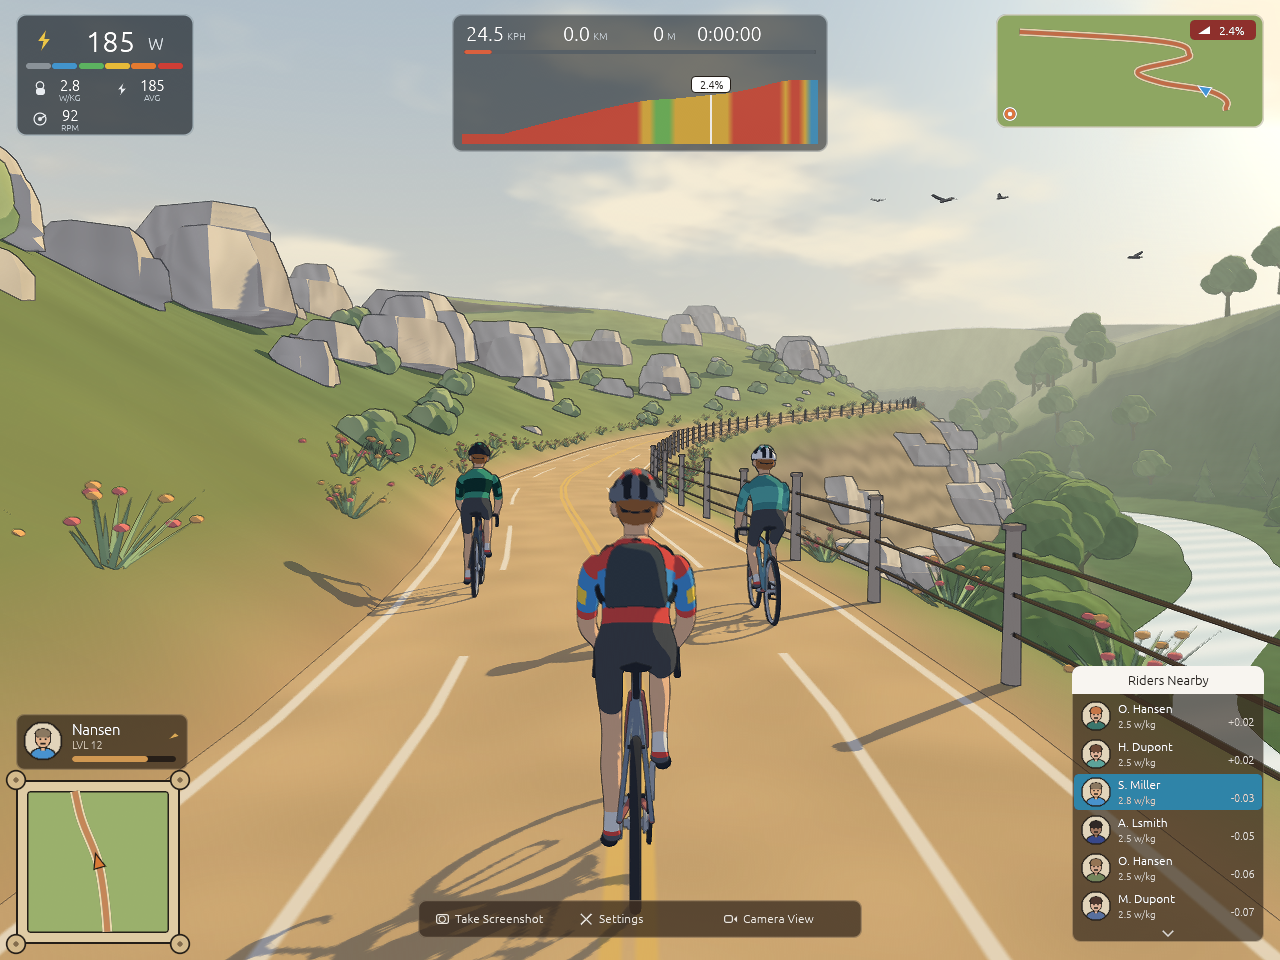 185 W
2.8 W/KG
185 AVG
92 RPM
24.5 KPH 0.0 KM 0 M 0:00:00
2.4%
2.4%
Nansen
LVL 12
Riders Nearby
O. Hansen
2.5 w/kg +0.02
H. Dupont
2.5 w/kg +0.02
S. Miller
2.8 w/kg -0.03
A. Lsmith
2.5 w/kg -0.05
O. Hansen
2.5 w/kg -0.06
M. Dupont
2.5 w/kg -0.07
Take Screenshot Settings Camera View